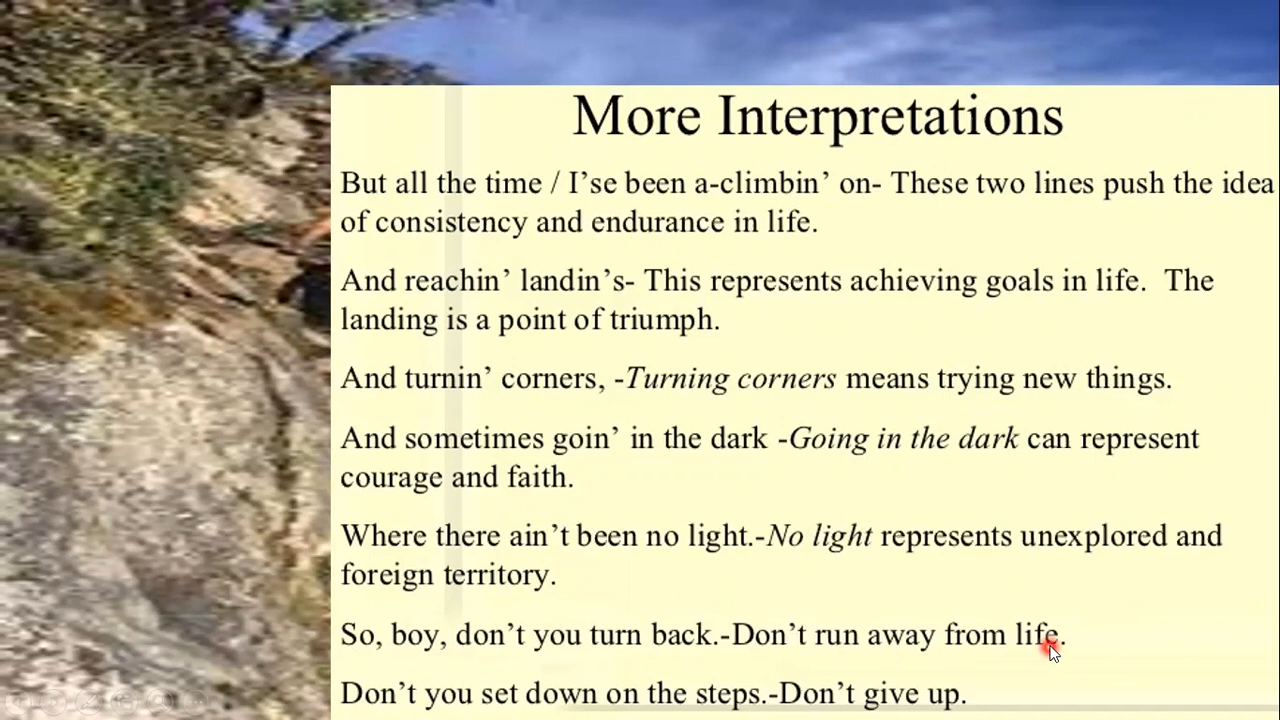 More Interpretations
But all the time / I’se been a-climbin’ on- These two lines push the idea
of consistency and endurance in life.
And reachin’ landin’s- This represents achieving goals in life.  The
landing is a point of triumph.
And turnin’ corners, -Turning corners means trying new things.
And sometimes goin’ in the dark -Going in the dark can represent
courage and faith.
Where there ain’t been no light.-No light represents unexplored and
foreign territory.
So, boy, don’t you turn back.-Don’t run away from life.
Don’t you set down on the steps.-Don’t give up.